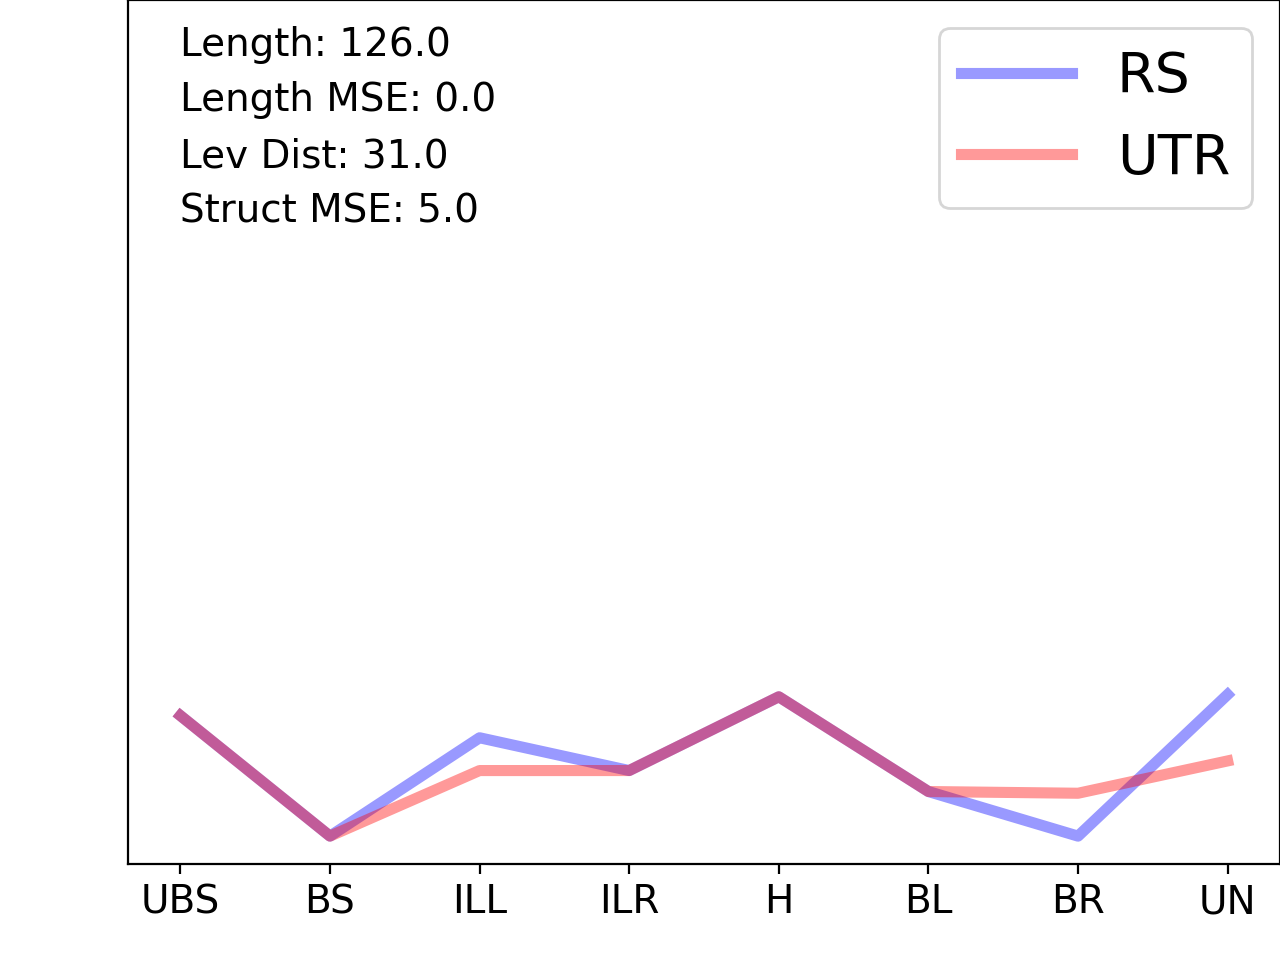 Length: 126.0
Length MSE: 0.0
Lev Dist: 31.0
Struct MSE: 5.0
RS
UTR
UBS BS ILL ILR H BL BR UN